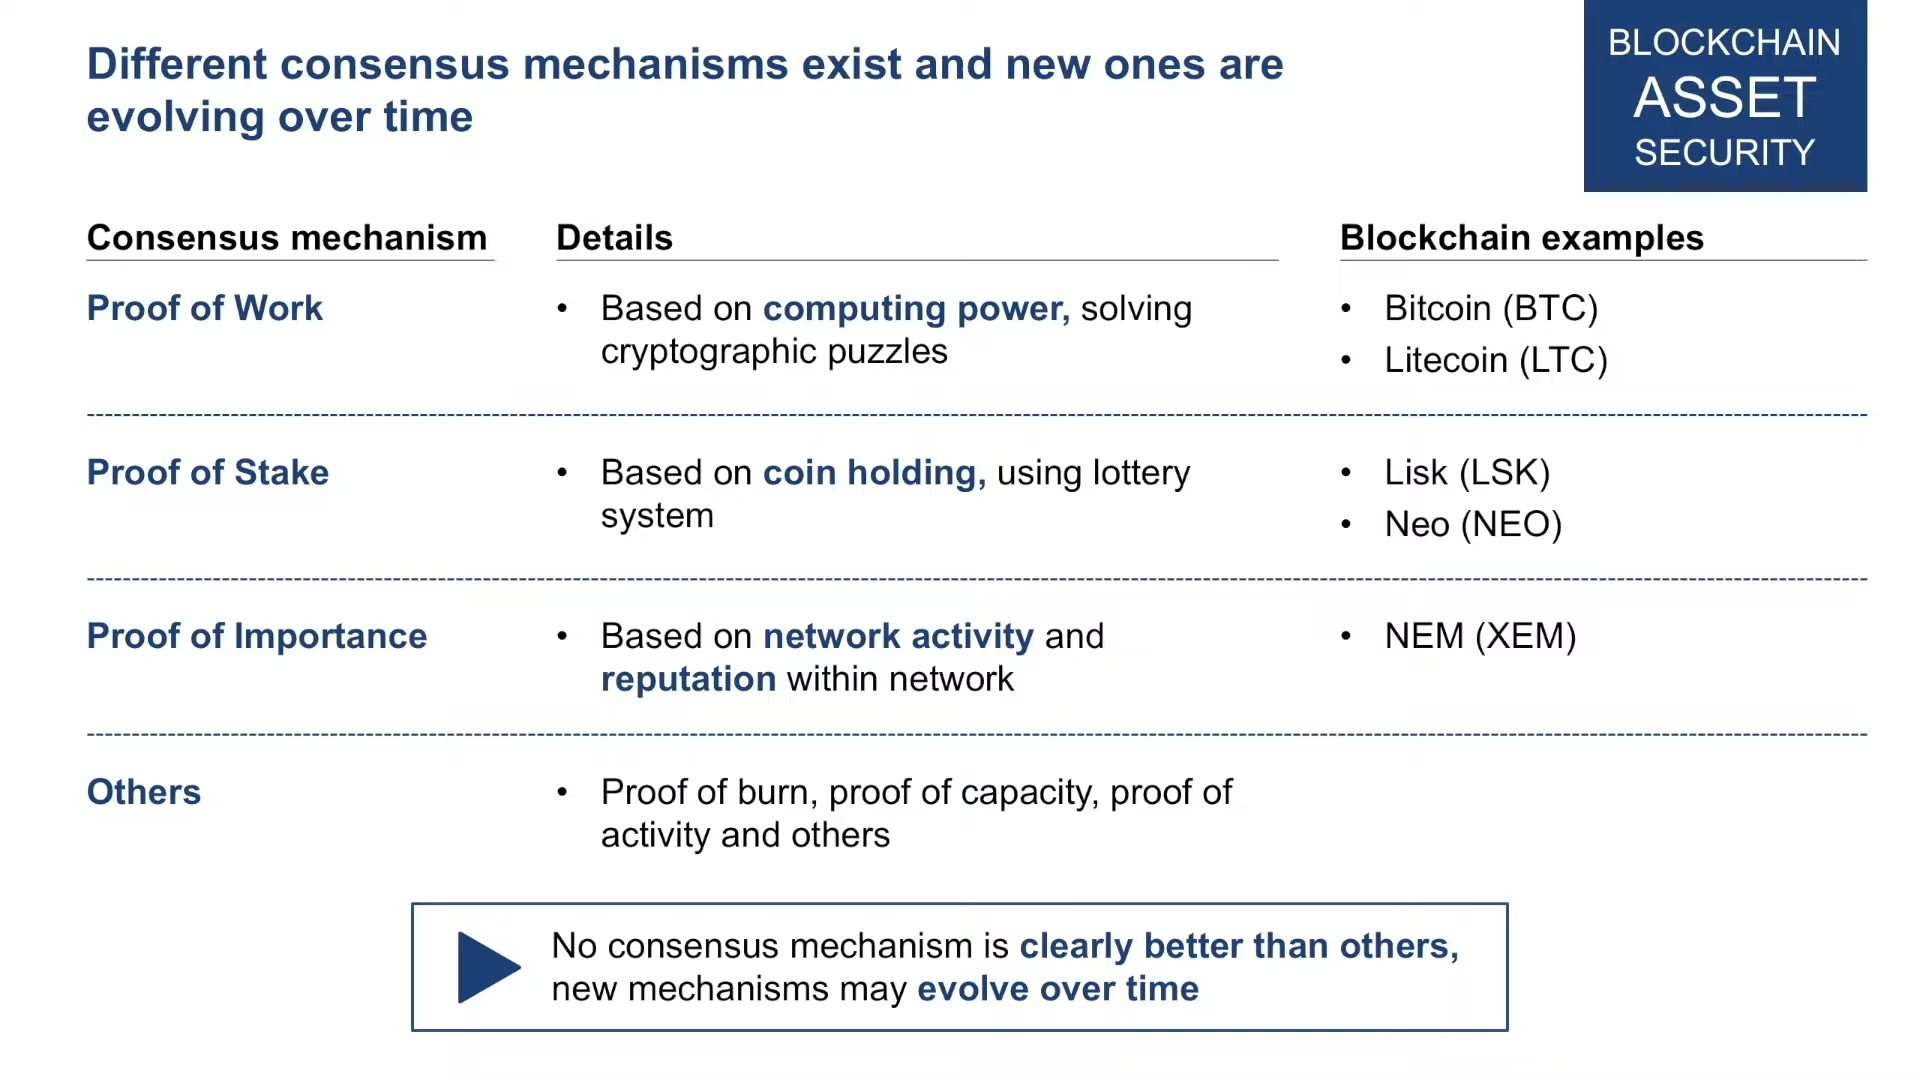 Different consensus mechanisms exist and new ones are
evolving over time
BLOCKCHAIN
ASSET
SECURITY
Consensus mechanism
Details
Blockchain examples
Proof of Work
• Based on computing power, solving
cryptographic puzzles
• Bitcoin (BTC)
• Litecoin (LTC)
Proof of Stake
• Based on coin holding, using lottery
system
• Lisk (LSK)
• Neo (NEO)
Proof of Importance
• Based on network activity and
reputation within network
• NEM (XEM)
Others
• Proof of burn, proof of capacity, proof of
activity and others
No consensus mechanism is clearly better than others,
new mechanisms may evolve over time